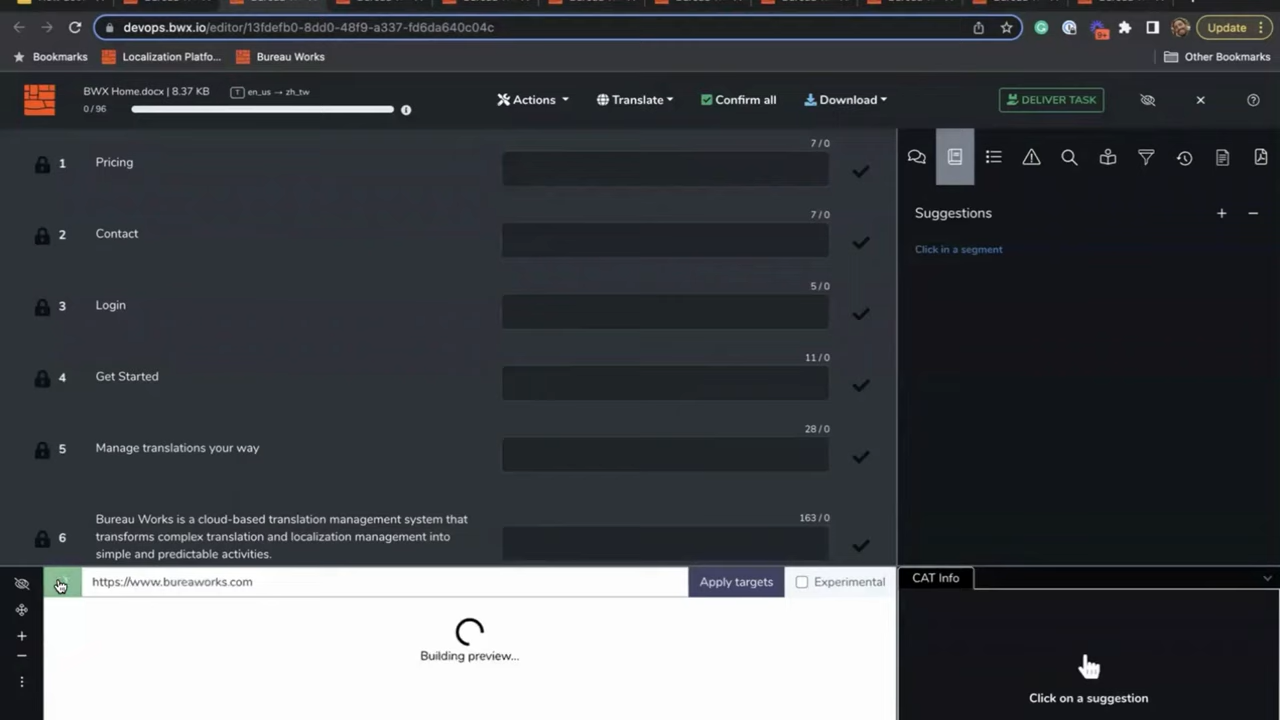 devops.bwx.io/editor/13fdefb0-8dd0-48f9-a337-fd6da640c04c
Update
Bookmarks
Localization Platfo...
Bureau Works
Other Bookmarks
BWX Home.docx | 8.37 KB
en_us → zh_tw
0 / 96
Actions
Translate
Confirm all
Download
DELIVER TASK
7 / 0
1 Pricing
7 / 0
2 Contact
5 / 0
3 Login
11 / 0
4 Get Started
28 / 0
5 Manage translations your way
163 / 0
6 Bureau Works is a cloud-based translation management system that
transforms complex translation and localization management into
simple and predictable activities.
Suggestions
Click in a segment
https://www.bureaworks.com
Apply targets
Experimental
Building preview...
CAT Info
Click on a suggestion